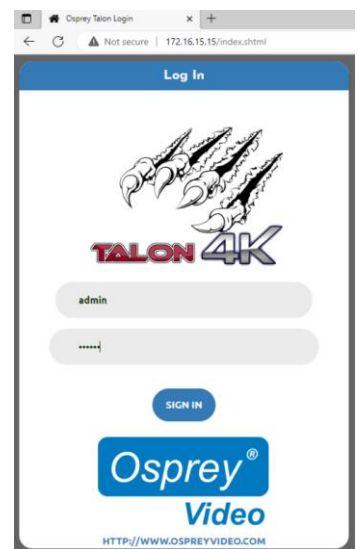 Osprey Talon Login
Not secure | 172.16.15.15/index.shtml
Log In
TALON 4K
admin
••••••
SIGN IN
Osprey®
Video
HTTP://WWW.OSPREYVIDEO.COM